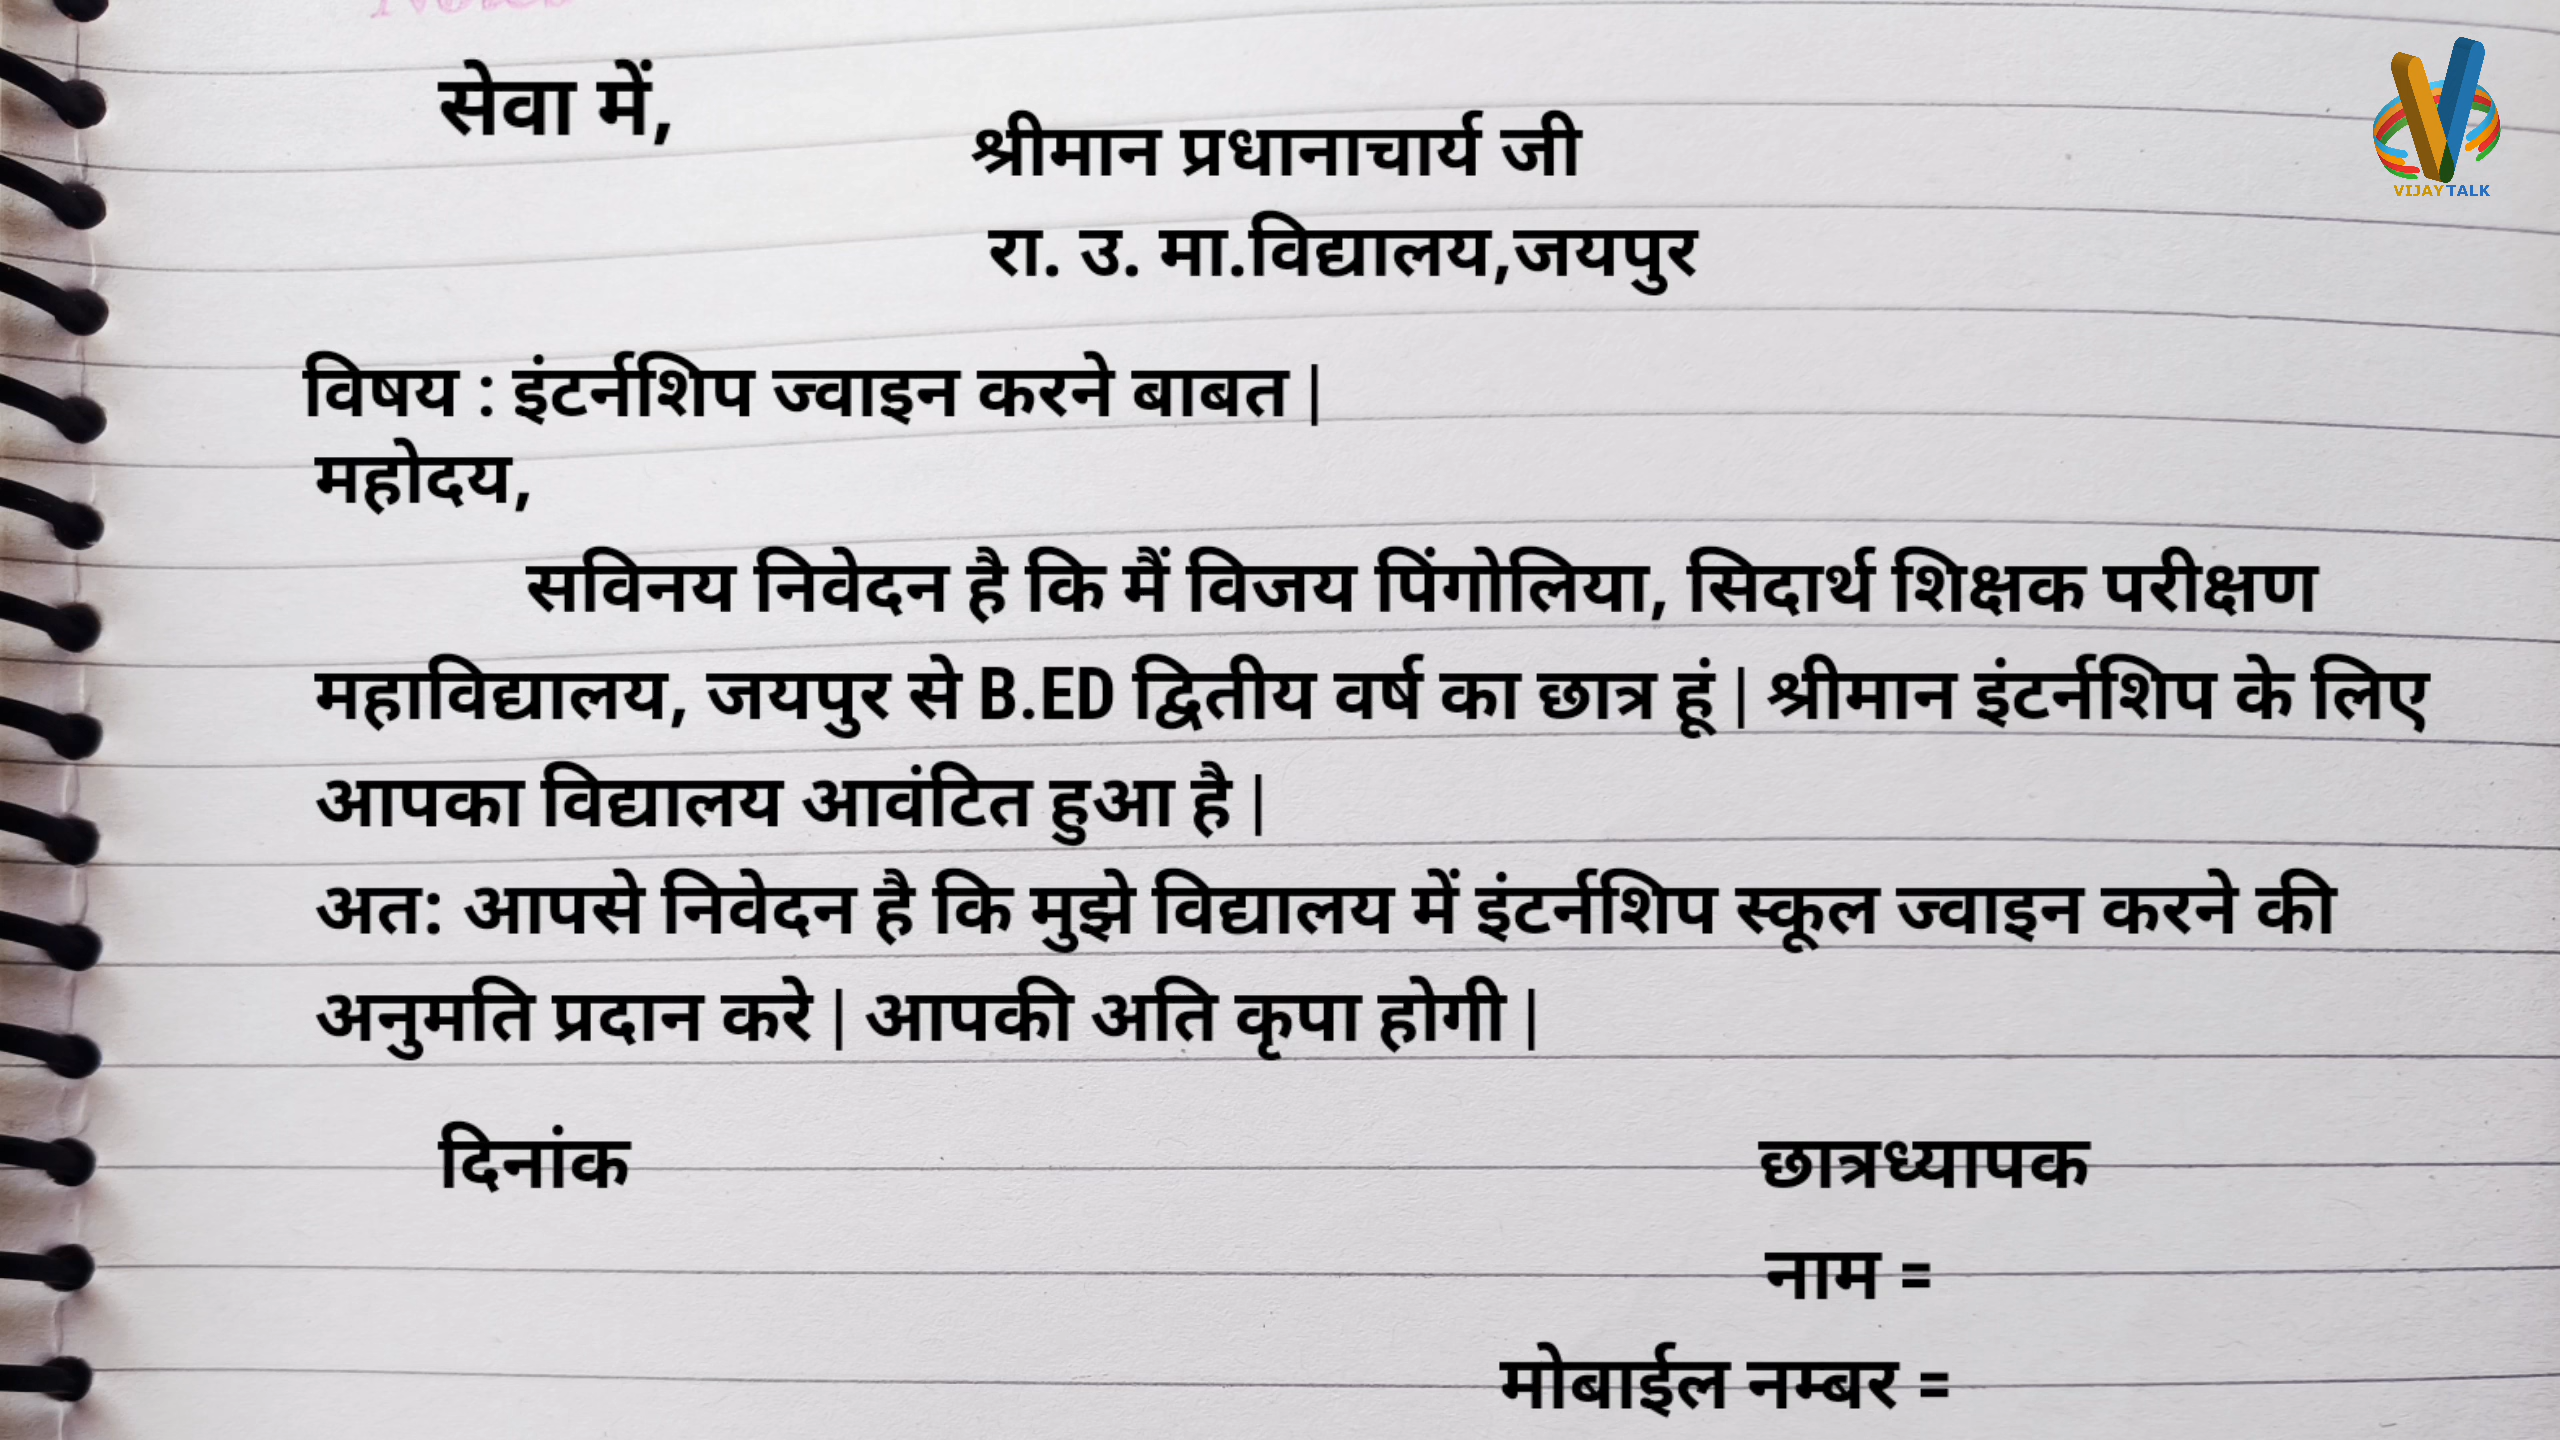 Notes
सेवा में,
श्रीमान प्रधानाचार्य जी
रा. उ. मा.विद्यालय,जयपुर
VIJAYTALK
विषय : इंटर्नशिप ज्वाइन करने बाबत |
महोदय,
सविनय निवेदन है कि मैं विजय पिंगोलिया, सिदार्थ शिक्षक परीक्षण
महाविद्यालय, जयपुर से B.ED द्वितीय वर्ष का छात्र हूं | श्रीमान इंटर्नशिप के लिए
आपका विद्यालय आवंटित हुआ है |
अत: आपसे निवेदन है कि मुझे विद्यालय में इंटर्नशिप स्कूल ज्वाइन करने की
अनुमति प्रदान करे | आपकी अति कृपा होगी |
दिनांक छात्रध्यापक
नाम =
मोबाईल नम्बर =